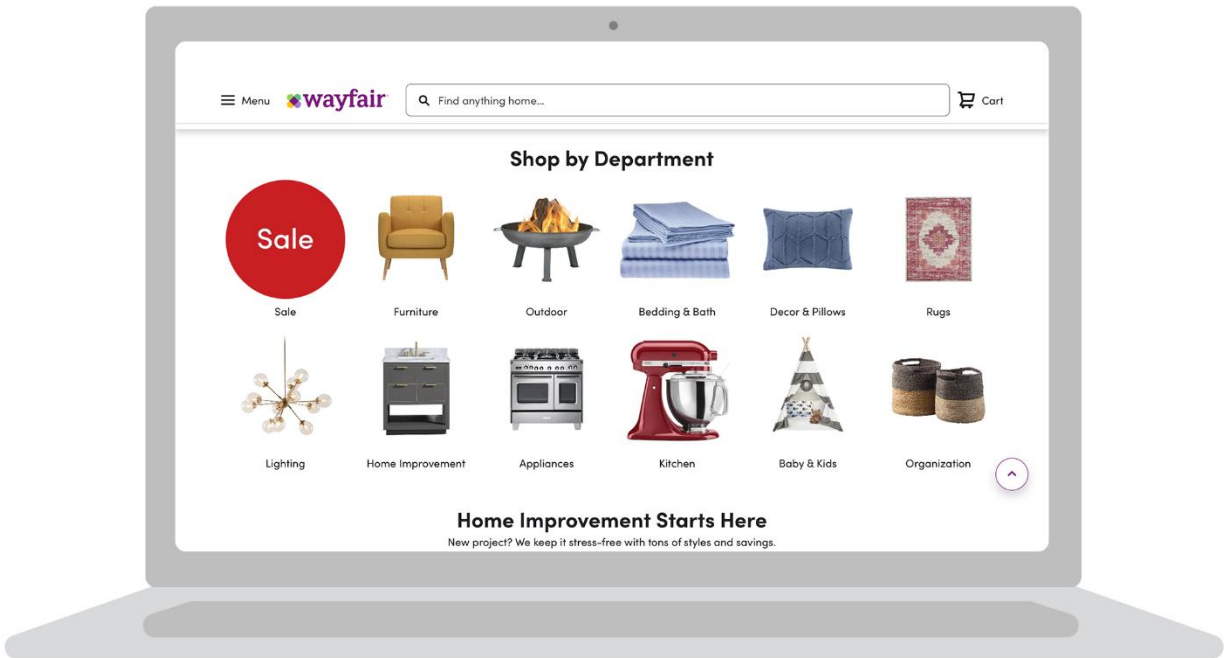 Menu
wayfair
Find anything home...
Cart
Shop by Department
Sale
Sale
Furniture
Outdoor
Bedding & Bath
Decor & Pillows
Rugs
Lighting
Home Improvement
Appliances
Kitchen
Baby & Kids
Organization
Home Improvement Starts Here
New project? We keep it stress-free with tons of styles and savings.